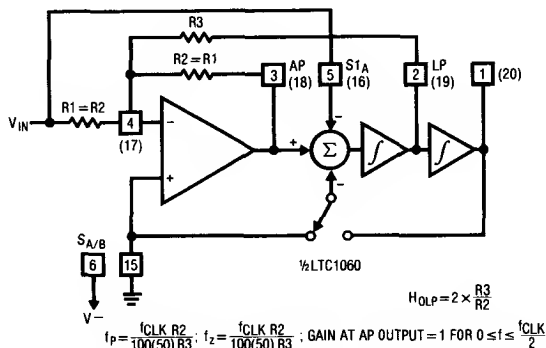 R3
R2=R1
3
AP
(18)
5
S1A
(16)
2
LP
(19)
1
(20)
R1=R2
VIN
4
(17)
−
+
+
−
Σ
−
∫
∫
SA/B
6
15
V−
½LTC1060
HOLP=2 × R3/R2
fP= fCLK R2/100(50) R3 ; fz= fCLK R2/100(50) R3 ; GAIN AT AP OUTPUT=1 FOR 0≤f≤ fCLK/2